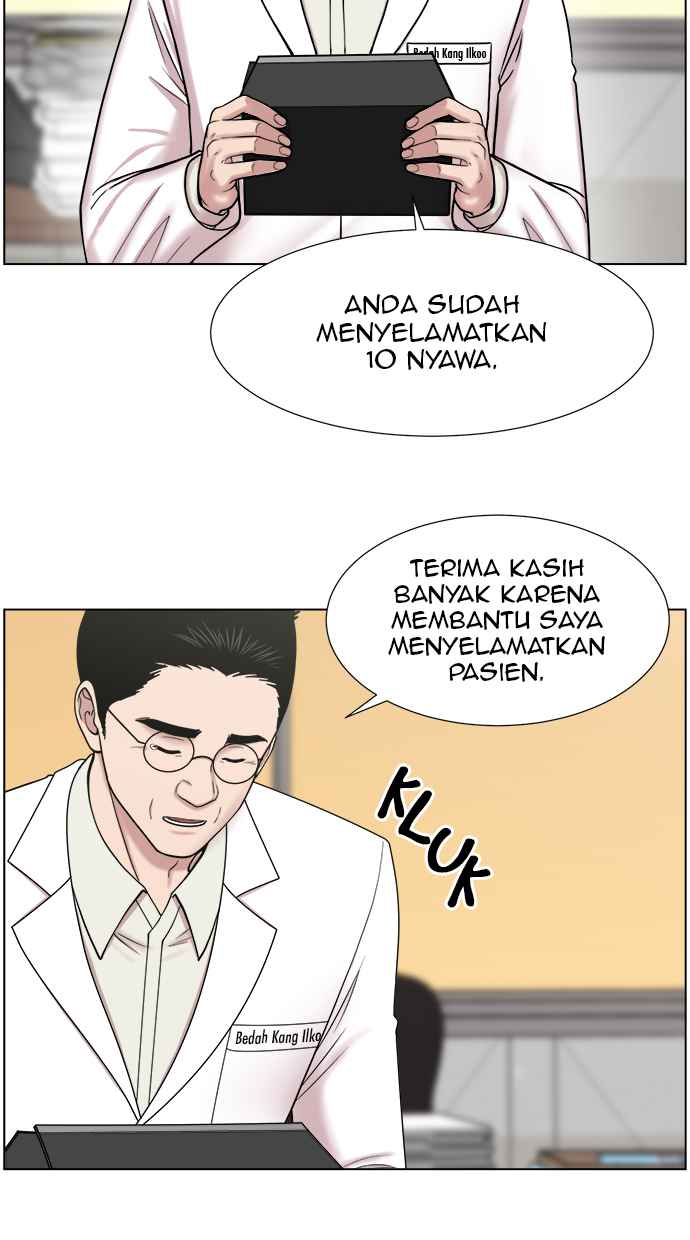 Bedah Kang Ilkoo
ANDA SUDAH
MENYELAMATKAN
10 NYAWA.
TERIMA KASIH
BANYAK KARENA
MEMBANTU SAYA
MENYELAMATKAN
PASIEN.
KLUK
Bedah Kang Ilko